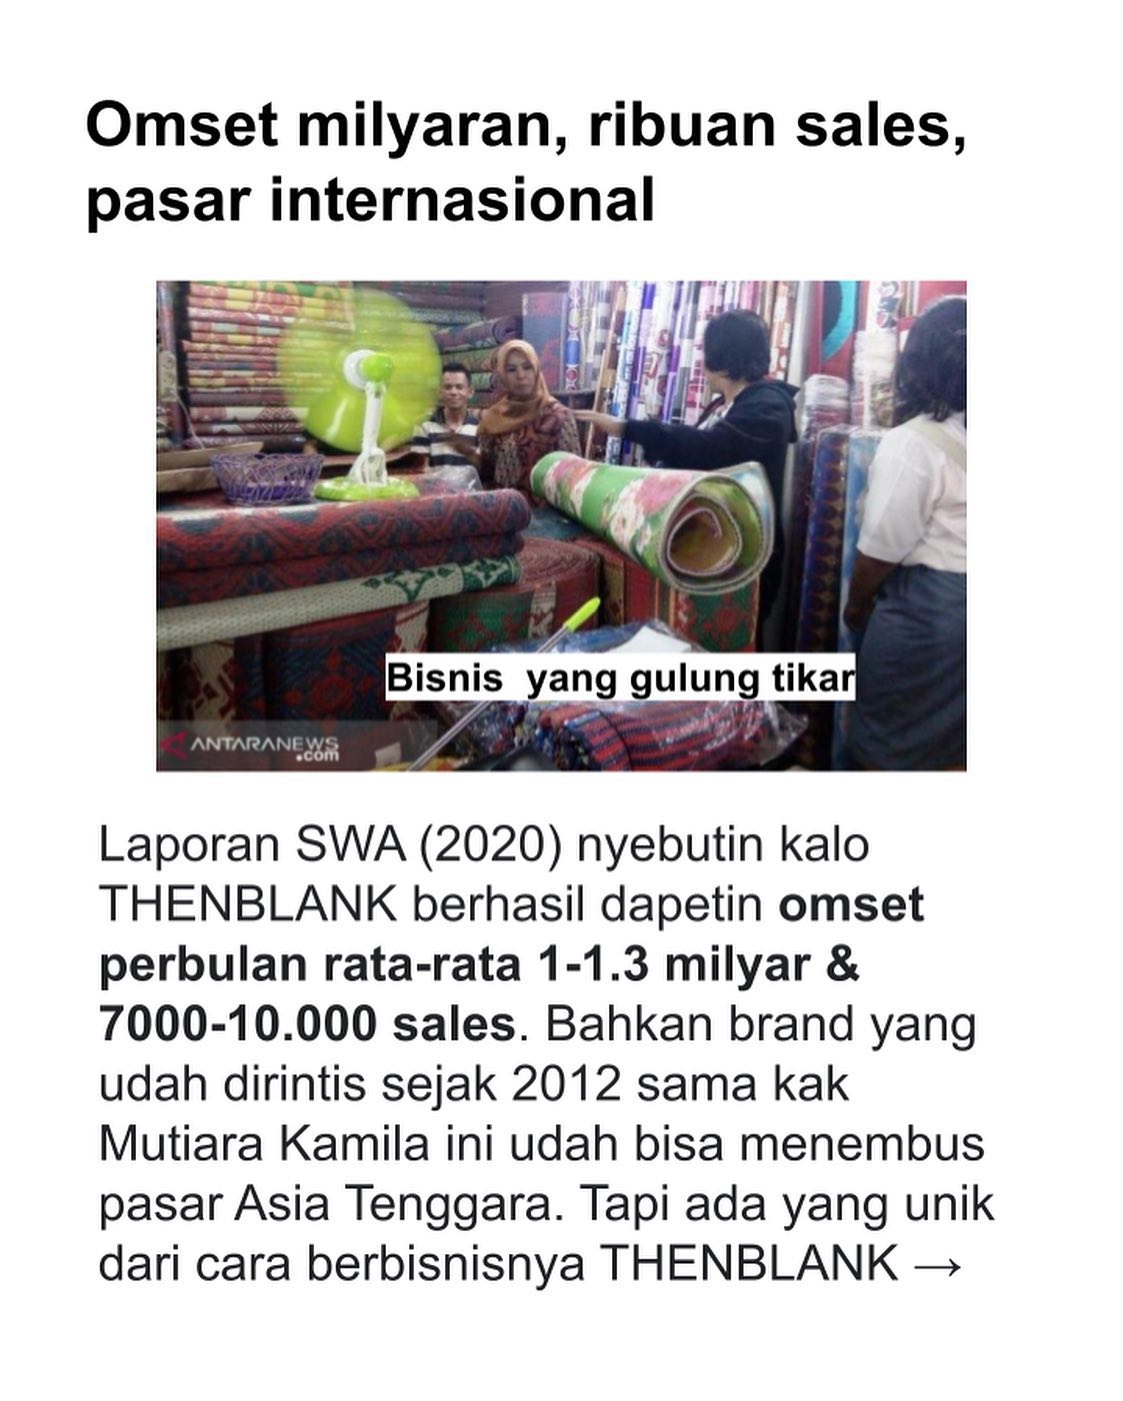 Omset milyaran, ribuan sales,
pasar internasional
Bisnis  yang gulung tikar
ANTARANEWS
.com
Laporan SWA (2020) nyebutin kalo
THENBLANK berhasil dapetin omset
perbulan rata-rata 1-1.3 milyar &
7000-10.000 sales. Bahkan brand yang
udah dirintis sejak 2012 sama kak
Mutiara Kamila ini udah bisa menembus
pasar Asia Tenggara. Tapi ada yang unik
dari cara berbisnisnya THENBLANK →